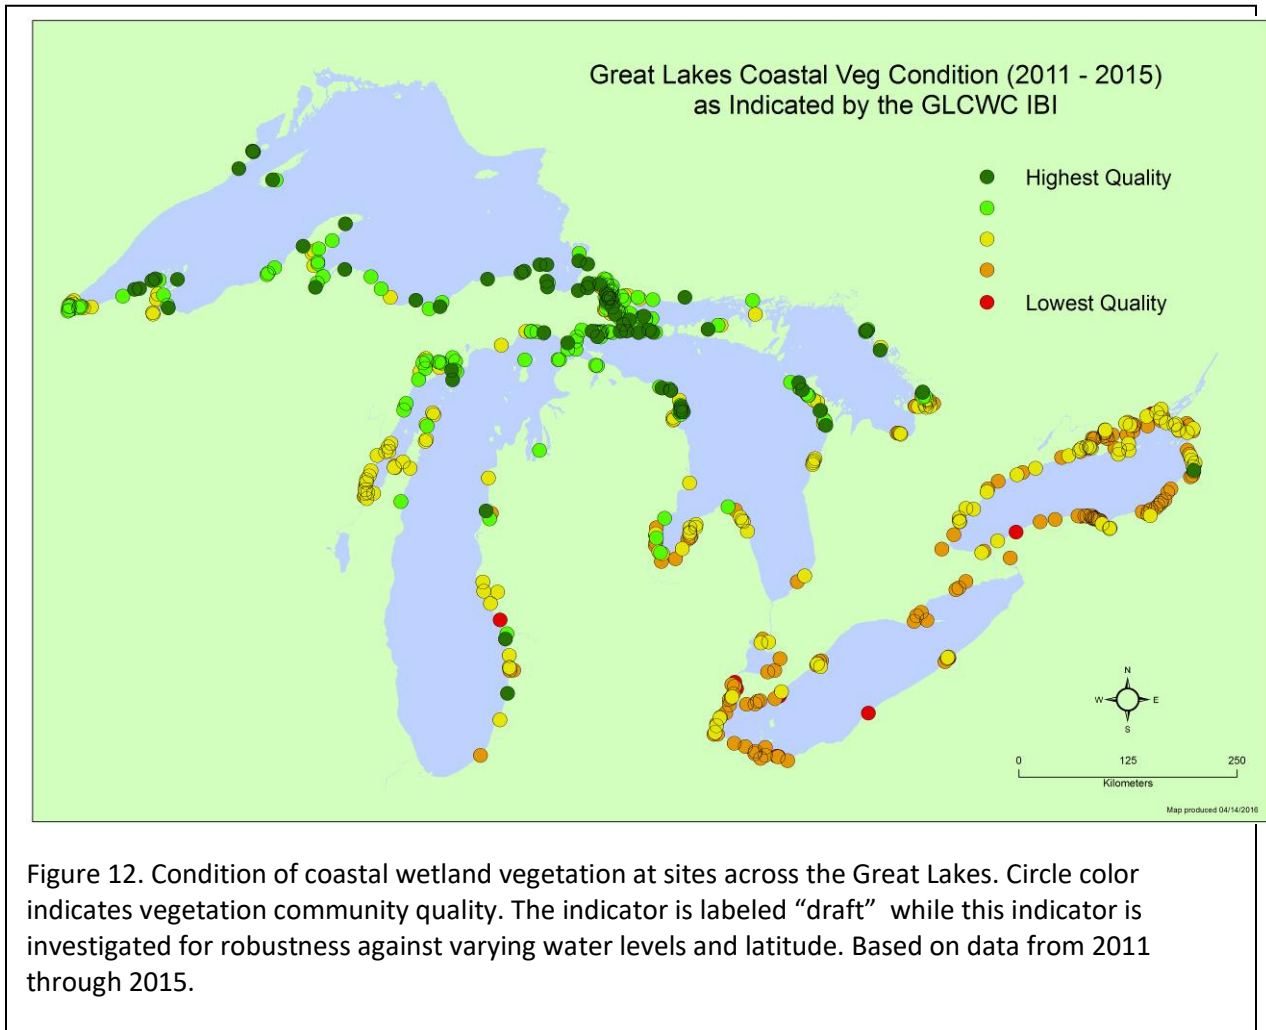 Great Lakes Coastal Veg Condition (2011 - 2015)
as Indicated by the GLCWC IBI
Highest Quality
Lowest Quality
N
W E
S
0 125 250
Kilometers
Map produced 04/14/2016
Figure 12. Condition of coastal wetland vegetation at sites across the Great Lakes. Circle color
indicates vegetation community quality. The indicator is labeled “draft”  while this indicator is
investigated for robustness against varying water levels and latitude. Based on data from 2011
through 2015.